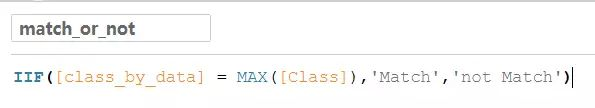 match_or_not
IIF([class_by_data] = MAX([Class]),'Match','not Match')